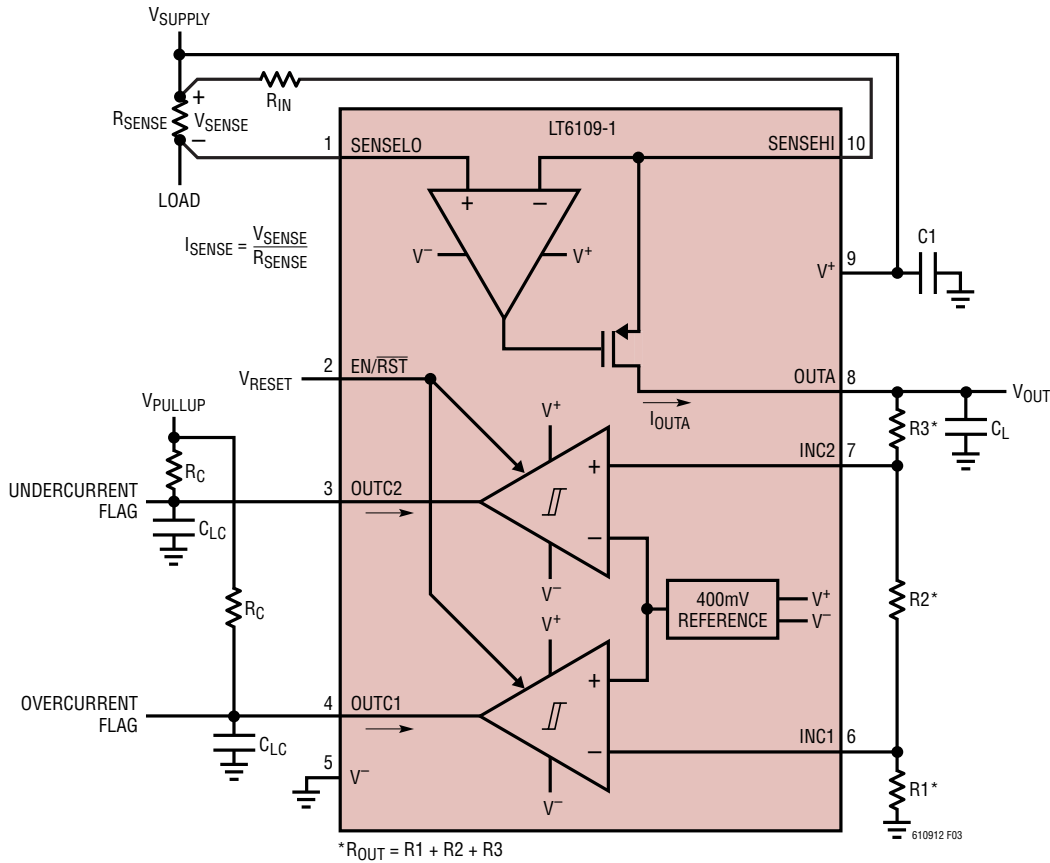 VSUPPLY
RIN
+
RSENSE
VSENSE
−
LT6109-1
1
SENSELO
SENSEHI
10
LOAD
+
−
ISENSE = VSENSE
RSENSE
V−
V+
C1
V+
9
2
EN/RST
VRESET
OUTA
8
VOUT
VPULLUP
IOUTA
R3*
CL
V+
INC2
7
RC
+
UNDERCURRENT
FLAG
3
OUTC2
CLC
−
V−
400mV
REFERENCE
V+
V−
R2*
RC
V+
+
OVERCURRENT
FLAG
4
OUTC1
CLC
−
INC1
6
5
V−
V−
R1*
610912 F03
*ROUT = R1 + R2 + R3